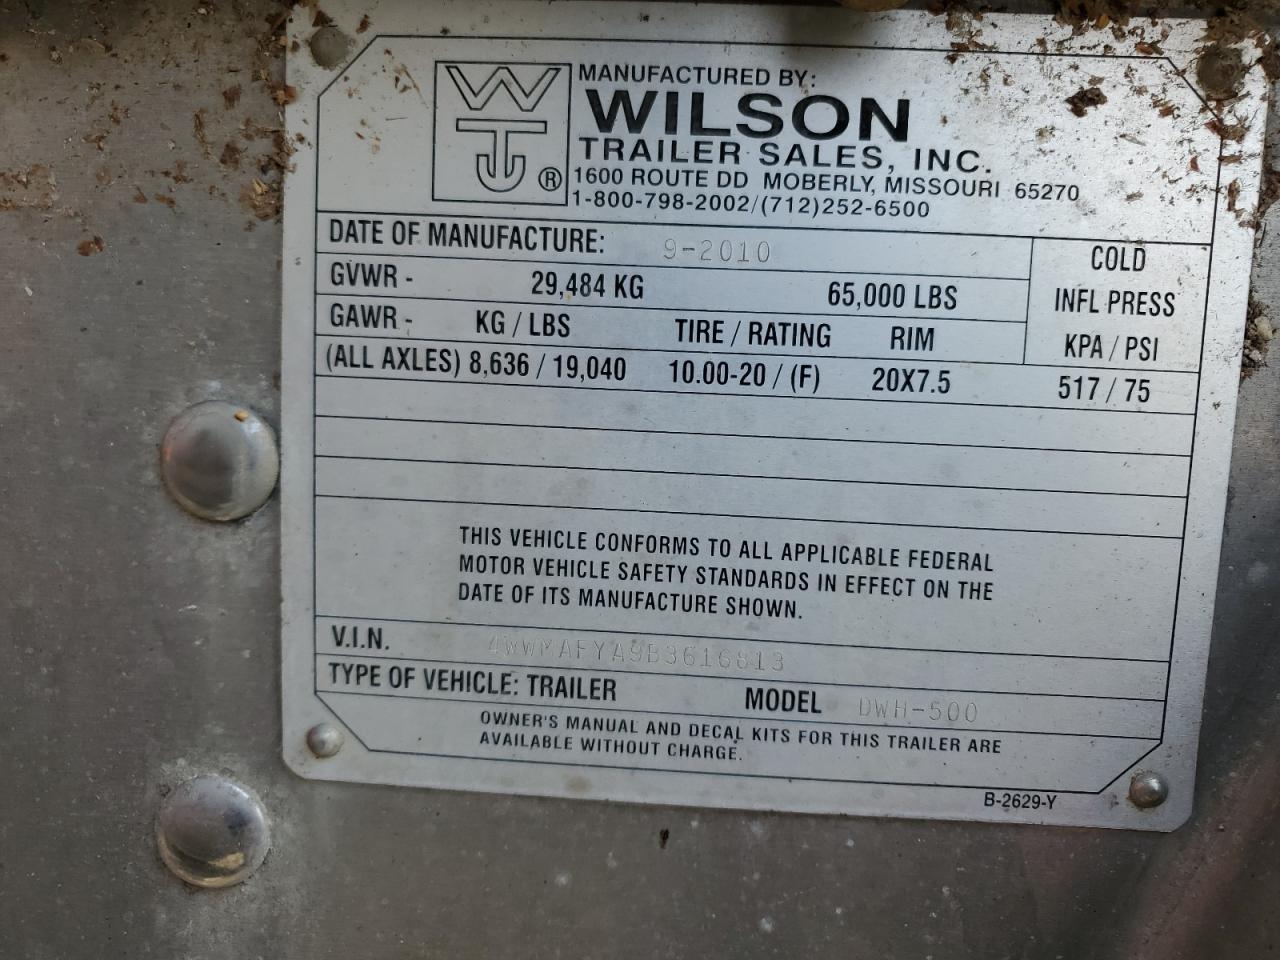 WTJ ®
MANUFACTURED BY:
WILSON
TRAILER SALES, INC.
1600 ROUTE DD MOBERLY, MISSOURI 65270
1-800-798-2002/(712)252-6500
DATE OF MANUFACTURE: 9-2010
GVWR - 29,484 KG 65,000 LBS
COLD
INFL PRESS
KPA / PSI
GAWR - KG / LBS TIRE / RATING RIM
(ALL AXLES) 8,636 / 19,040 10.00-20 / (F) 20X7.5 517 / 75
THIS VEHICLE CONFORMS TO ALL APPLICABLE FEDERAL
MOTOR VEHICLE SAFETY STANDARDS IN EFFECT ON THE
DATE OF ITS MANUFACTURE SHOWN.
V.I.N. 4WWMAFYA9B3616813
TYPE OF VEHICLE: TRAILER MODEL DWH-500
OWNER'S MANUAL AND DECAL KITS FOR THIS TRAILER ARE
AVAILABLE WITHOUT CHARGE.
B-2629-Y